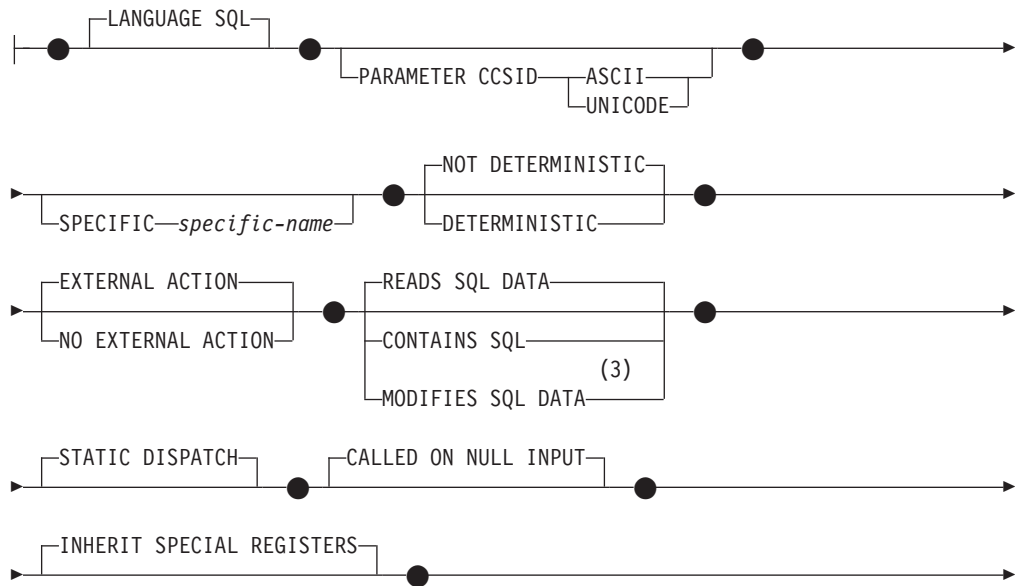 LANGUAGE SQL
PARAMETER CCSID ASCII
UNICODE
NOT DETERMINISTIC
SPECIFIC specific-name DETERMINISTIC
EXTERNAL ACTION READS SQL DATA
NO EXTERNAL ACTION CONTAINS SQL
(3)
MODIFIES SQL DATA
STATIC DISPATCH CALLED ON NULL INPUT
INHERIT SPECIAL REGISTERS